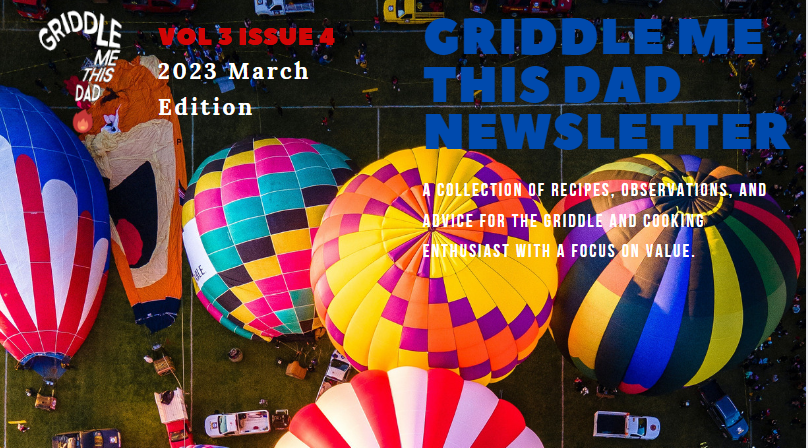 GRIDDLE
ME
THIS
DAD
VOL 3 ISSUE 4
2023 March
Edition
GRIDDLE ME
THIS DAD
NEWSLETTER
A COLLECTION OF RECIPES, OBSERVATIONS, AND
ADVICE FOR THE GRIDDLE AND COOKING
ENTHUSIAST WITH A FOCUS ON VALUE.